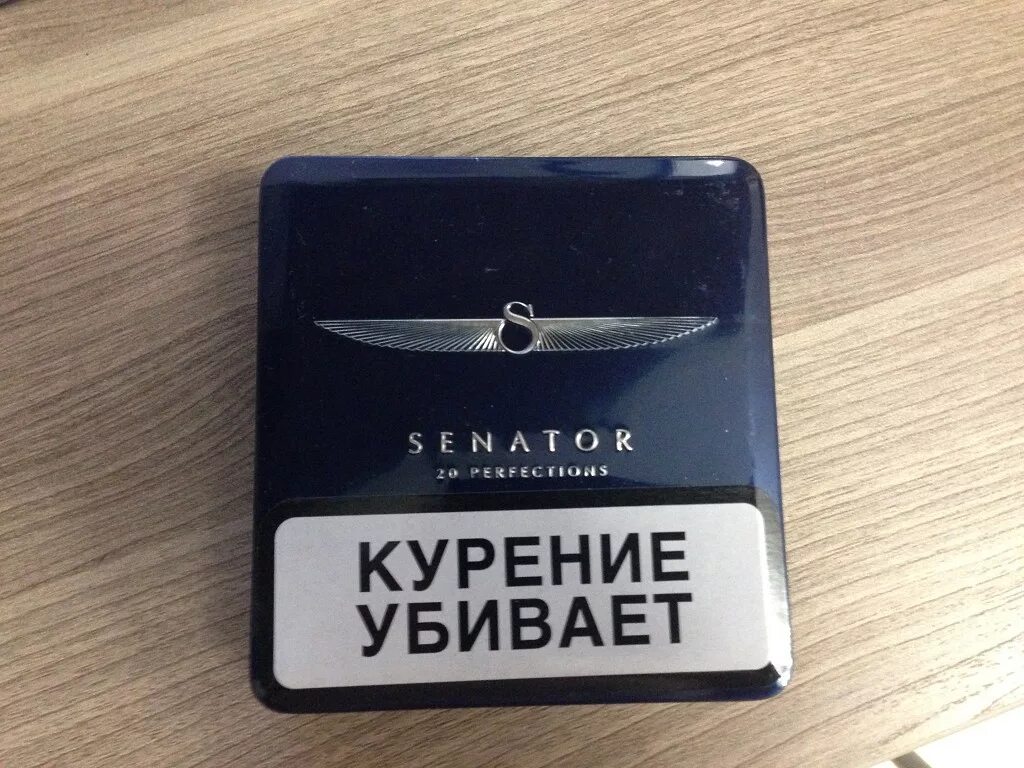 S
SENATOR
20 PERFECTIONS
КУРЕНИЕ
УБИВАЕТ